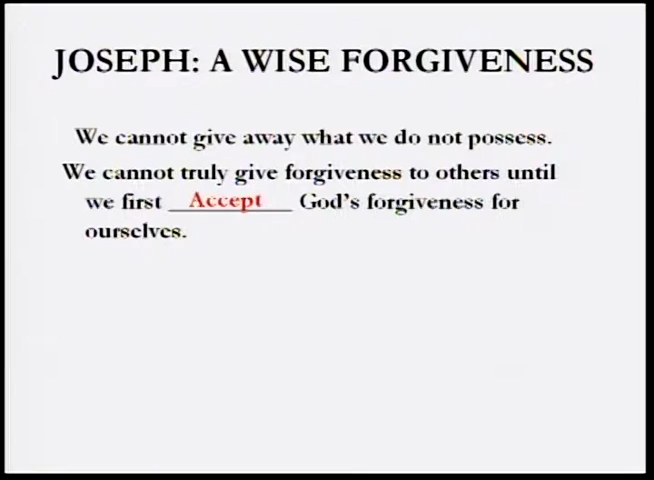 JOSEPH: A WISE FORGIVENESS
We cannot give away what we do not possess.
We cannot truly give forgiveness to others until
we first ___Accept___ God's forgiveness for
ourselves.